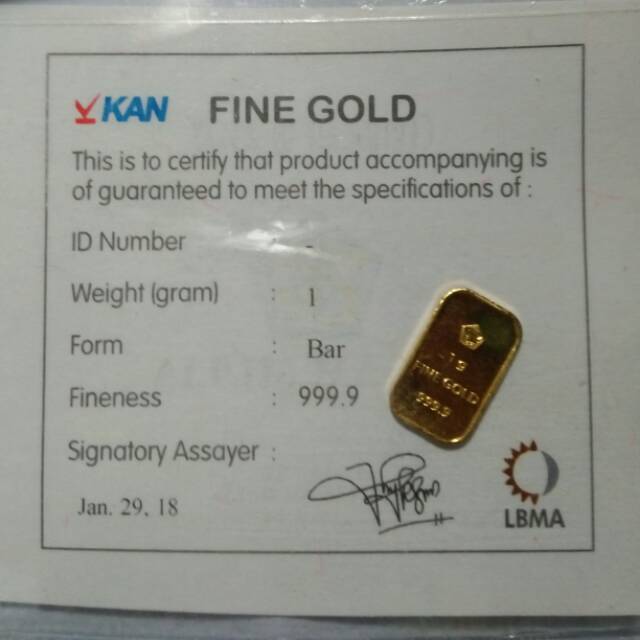 KAN FINE GOLD
This is to certify that product accompanying is
of guaranteed to meet the specifications of :
ID Number : -
Weight (gram) : 1
Form : Bar
Fineness : 999.9
Signatory Assayer :
Jan. 29, 18
LBMA
1g
FINE GOLD
999.9